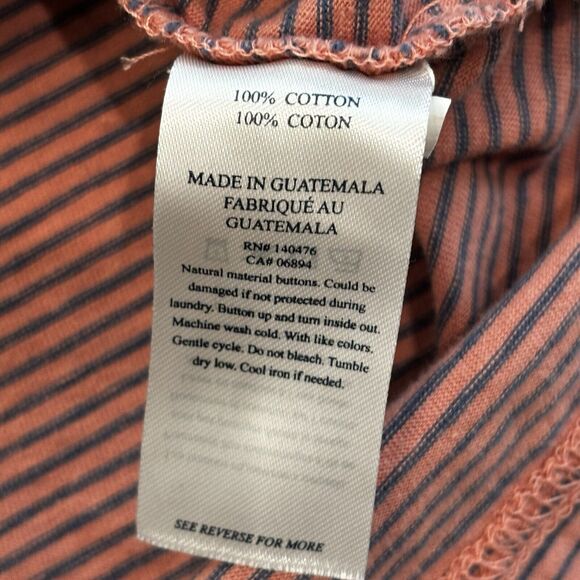 100% COTTON
100% COTON
MADE IN GUATEMALA
FABRIQUÉ AU
GUATEMALA
RN# 140476
CA# 06894
Natural material buttons. Could be
damaged if not protected during
laundry. Button up and turn inside out.
Machine wash cold. With like colors.
Gentle cycle. Do not bleach. Tumble
dry low. Cool iron if needed.
SEE REVERSE FOR MORE